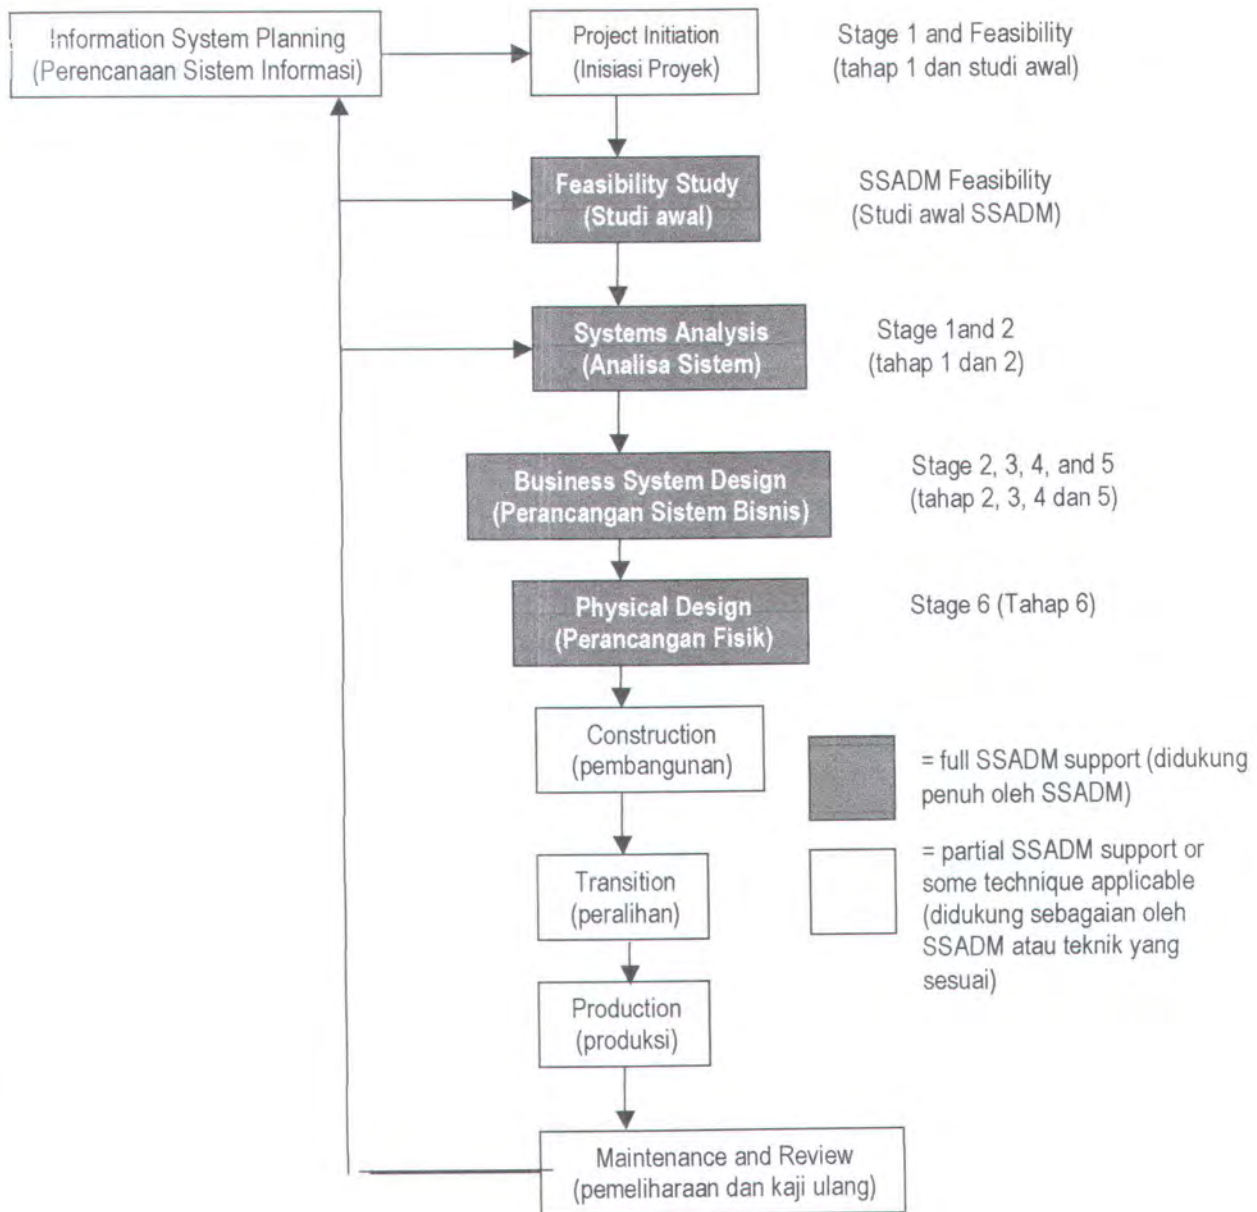 Information System Planning
(Perencanaan Sistem Informasi)
Project Initiation
(Inisiasi Proyek)
Stage 1 and Feasibility
(tahap 1 dan studi awal)
Feasibility Study
(Studi awal)
SSADM Feasibility
(Studi awal SSADM)
Systems Analysis
(Analisa Sistem)
Stage 1and 2
(tahap 1 dan 2)
Business System Design
(Perancangan Sistem Bisnis)
Stage 2, 3, 4, and 5
(tahap 2, 3, 4 dan 5)
Physical Design
(Perancangan Fisik)
Stage 6 (Tahap 6)
Construction
(pembangunan)
= full SSADM support (didukung
penuh oleh SSADM)
Transition
(peralihan)
= partial SSADM support or
some technique applicable
(didukung sebagaian oleh
SSADM atau teknik yang
sesuai)
Production
(produksi)
Maintenance and Review
(pemeliharaan dan kaji ulang)